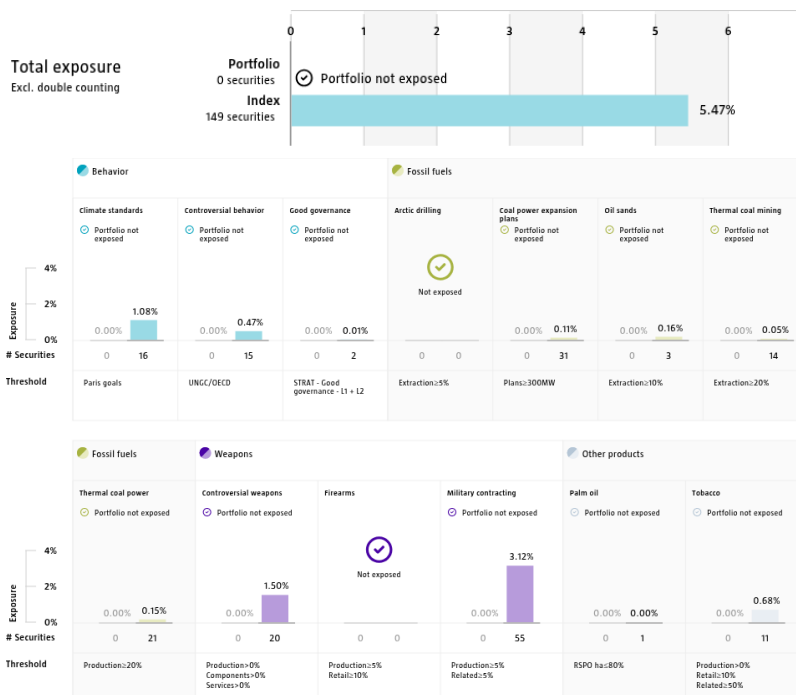 0 1 2 3 4 5 6
Total exposure
Excl. double counting
Portfolio
0 securities
Portfolio not exposed
Index
149 securities
5.47%
Behavior
Fossil fuels
Climate standards
Controversial behavior
Good governance
Arctic drilling
Coal power expansion
plans
Oil sands
Thermal coal mining
Portfolio not
exposed
Portfolio not
exposed
Portfolio not
exposed
Portfolio not
exposed
Portfolio not
exposed
Portfolio not
exposed
Not exposed
Exposure
4%
2%
0%
0.00% 1.08%
0.00% 0.47%
0.00% 0.01%
0.00% 0.11%
0.00% 0.16%
0.00% 0.05%
# Securities
0 16
0 15
0 2
0 0
0 31
0 3
0 14
Threshold
Paris goals
UNGC/OECD
STRAT - Good
governance - L1 + L2
Extraction≥5%
Plans≥300MW
Extraction≥10%
Extraction≥20%
Fossil fuels
Weapons
Other products
Thermal coal power
Controversial weapons
Firearms
Military contracting
Palm oil
Tobacco
Portfolio not exposed
Portfolio not exposed
Portfolio not exposed
Portfolio not exposed
Portfolio not exposed
Not exposed
Exposure
4%
2%
0%
0.00% 0.15%
0.00% 1.50%
0.00% 3.12%
0.00% 0.00%
0.00% 0.68%
# Securities
0 21
0 20
0 0
0 55
0 1
0 11
Threshold
Production≥20%
Production>0%
Components>0%
Services>0%
Production≥5%
Retail≥10%
Production≥5%
Related≥5%
RSPO ha≤80%
Production>0%
Retail≥10%
Related≥50%